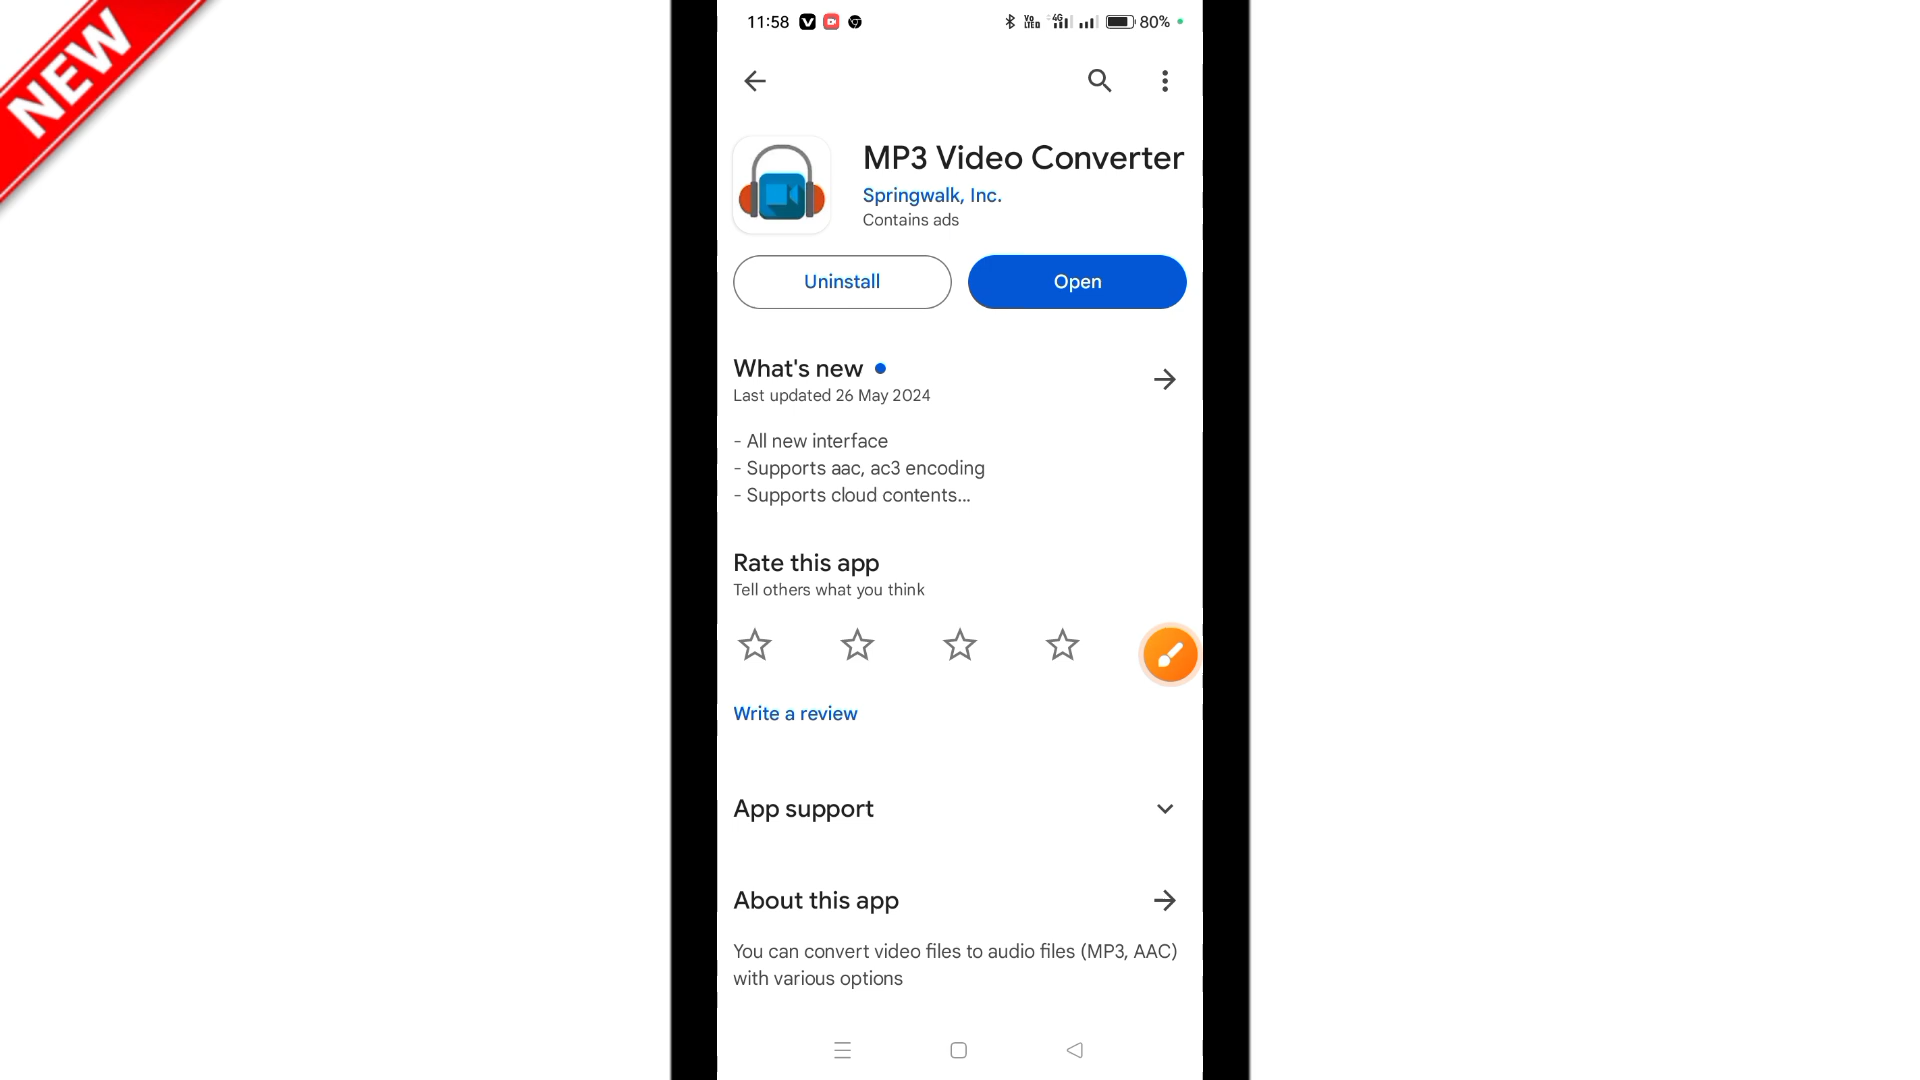 NEW
11:58
Vo LTED 4G 80%
MP3 Video Converter
Springwalk, Inc.
Contains ads
Uninstall
Open
What's new
Last updated 26 May 2024
- All new interface
- Supports aac, ac3 encoding
- Supports cloud contents...
Rate this app
Tell others what you think
Write a review
App support
About this app
You can convert video files to audio files (MP3, AAC)
with various options